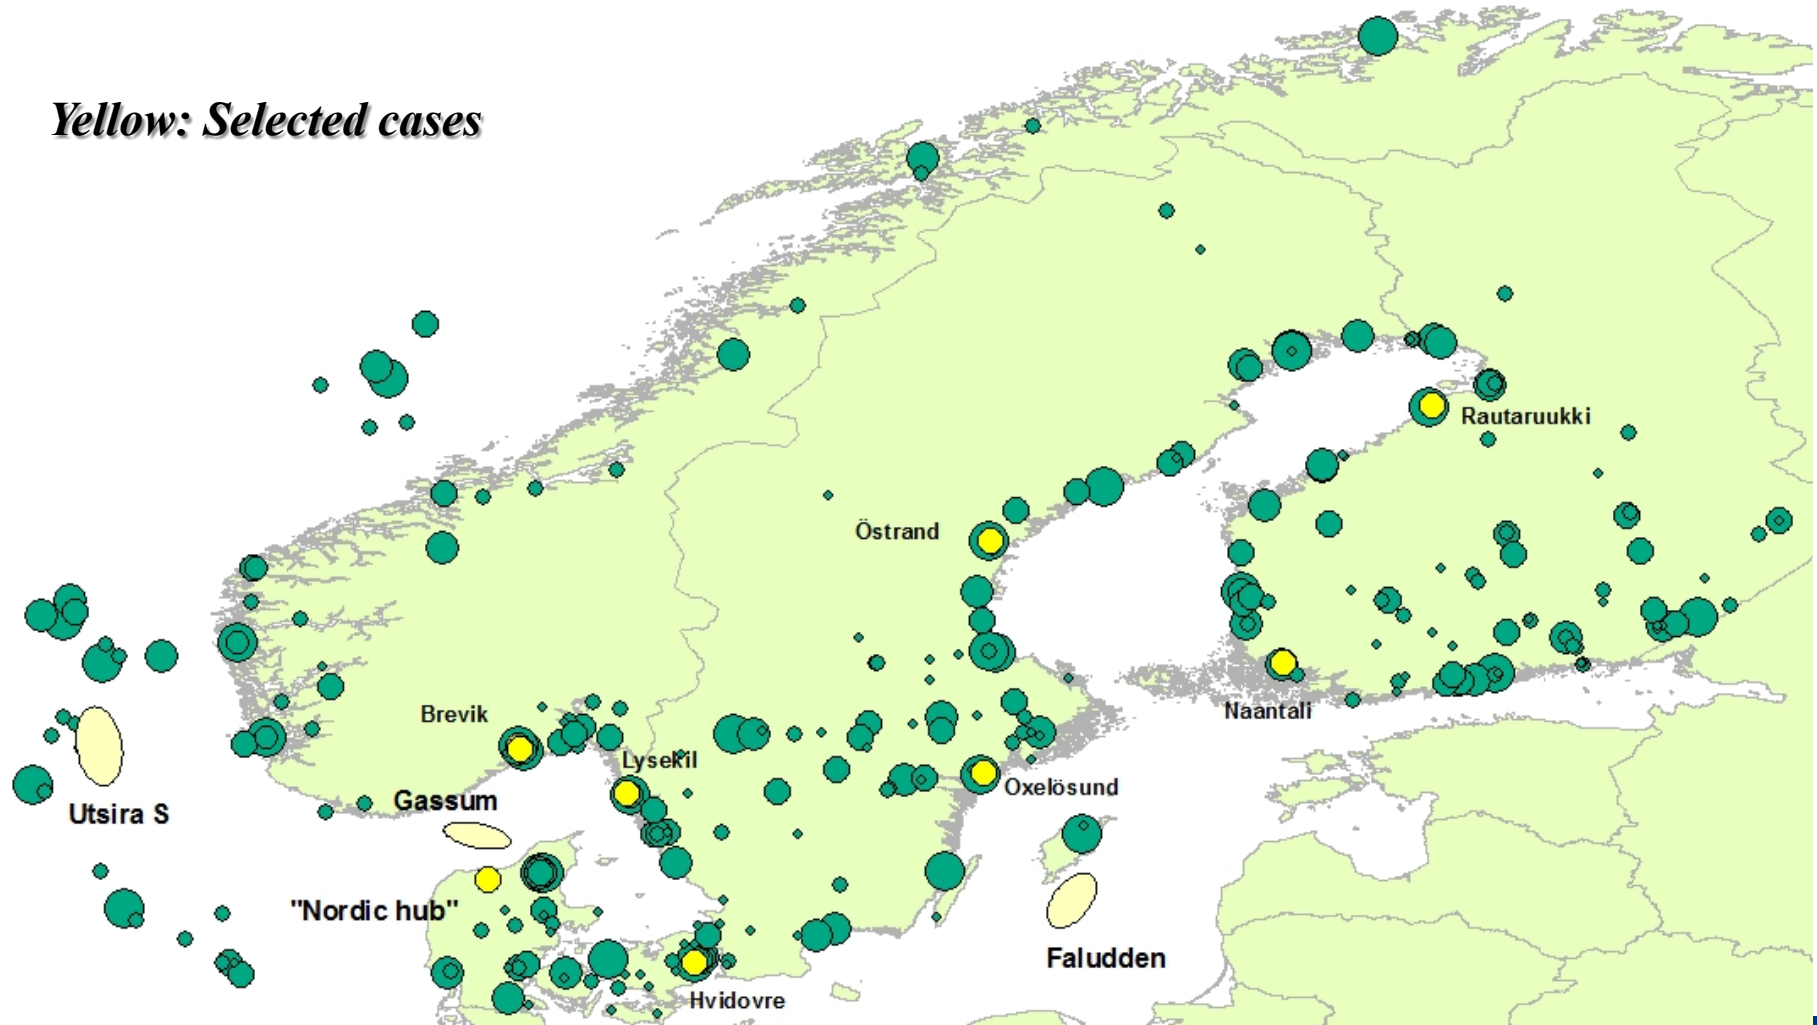 Yellow: Selected cases
Rautaruukki
Östrand
Naantali
Brevik
Lysekil
Oxelösund
Gassum
Utsira S
"Nordic hub"
Faludden
Hvidovre